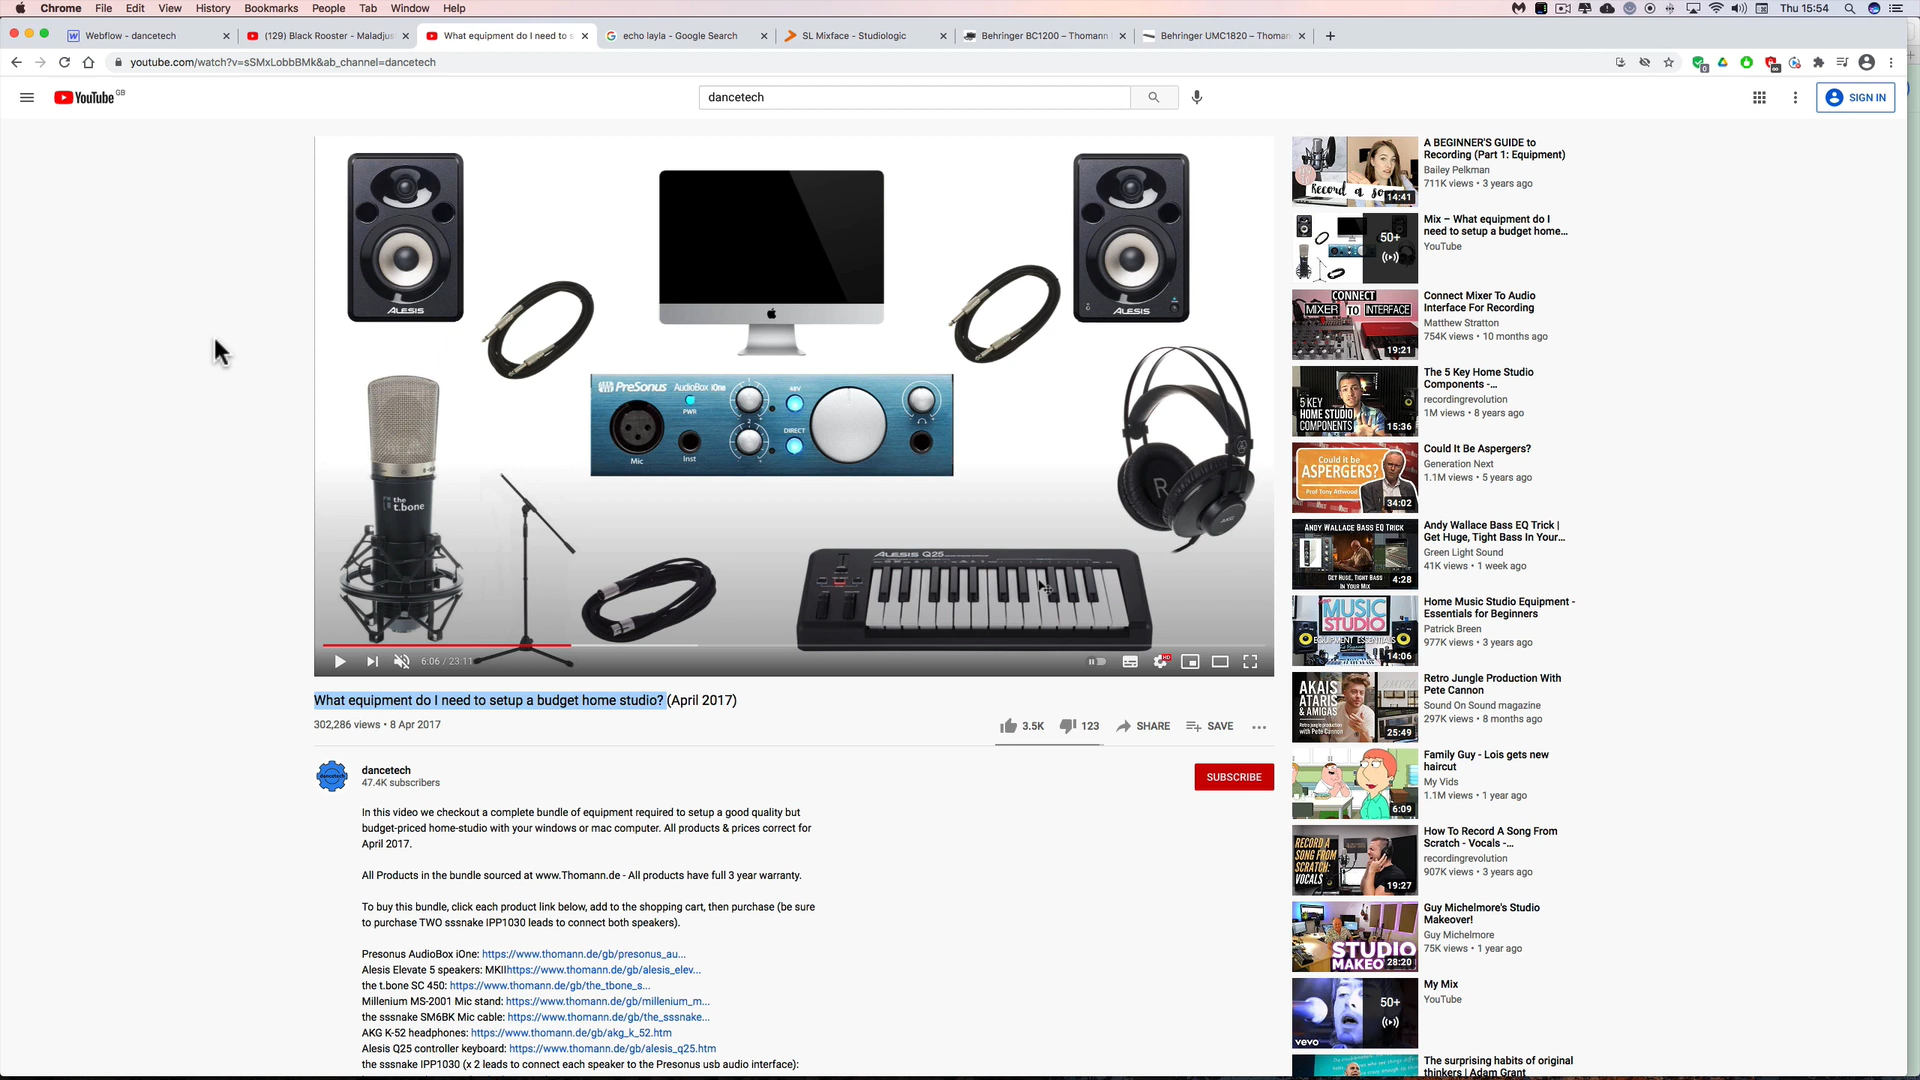 Chrome File Edit View History Bookmarks People Tab Window Help Thu 15:54
Webflow - dancetech
(129) Black Rooster - Maladjus
What equipment do I need to s
echo layla - Google Search
SL Mixface - Studiologic
Behringer BC1200 – Thomann
Behringer UMC1820 – Thoman
youtube.com/watch?v=sSMxLobbBMk&ab_channel=dancetech
YouTube GB
dancetech
SIGN IN
ALESIS
ALESIS
PreSonus AudioBox iOne
48V
PWR
DIRECT
Mic
Inst
the
t.bone
R
AKG
ALESIS Q25
6:06 / 23:11
What equipment do I need to setup a budget home studio? (April 2017)
302,286 views • 8 Apr 2017
3.5K 123 SHARE SAVE
dancetech
47.4K subscribers
SUBSCRIBE
In this video we checkout a complete bundle of equipment required to setup a good quality but
budget-priced home-studio with your windows or mac computer. All products & prices correct for
April 2017.
All Products in the bundle sourced at www.Thomann.de - All products have full 3 year warranty.
To buy this bundle, click each product link below, add to the shopping cart, then purchase (be sure
to purchase TWO sssnake IPP1030 leads to connect both speakers).
Presonus AudioBox iOne: https://www.thomann.de/gb/presonus_au...
Alesis Elevate 5 speakers: MKIIhttps://www.thomann.de/gb/alesis_elev...
the t.bone SC 450: https://www.thomann.de/gb/the_tbone_s...
Millenium MS-2001 Mic stand: https://www.thomann.de/gb/millenium_m...
the sssnake SM6BK Mic cable: https://www.thomann.de/gb/the_sssnake...
AKG K-52 headphones: https://www.thomann.de/gb/akg_k_52.htm
Alesis Q25 controller keyboard: https://www.thomann.de/gb/alesis_q25.htm
the sssnake IPP1030 (x 2 leads to connect each speaker to the Presonus usb audio interface):
Record a so
14:41
A BEGINNER'S GUIDE to
Recording (Part 1: Equipment)
Bailey Pelkman
711K views • 3 years ago
50+
Mix – What equipment do I
need to setup a budget home...
YouTube
CONNECT
MIXER TO INTERFACE
19:21
Connect Mixer To Audio
Interface For Recording
Matthew Stratton
754K views • 10 months ago
5 KEY
HOME STUDIO
COMPONENTS
15:36
The 5 Key Home Studio
Components -...
recordingrevolution
1M views • 8 years ago
Could it be
ASPERGERS?
Prof Tony Attwood
34:02
Could It Be Aspergers?
Generation Next
1.1M views • 5 years ago
ANDY WALLACE BASS EQ TRICK
GET HUGE, TIGHT BASS
IN YOUR MIX
4:28
Andy Wallace Bass EQ Trick |
Get Huge, Tight Bass In Your...
Green Light Sound
41K views • 1 week ago
MUSIC
STUDIO
EQUIPMENT ESSENTIALS
14:06
Home Music Studio Equipment -
Essentials for Beginners
Patrick Breen
977K views • 3 years ago
AKAIS
ATARIS
& AMIGAS
Retro jungle production
with Pete Cannon
25:49
Retro Jungle Production With
Pete Cannon
Sound On Sound magazine
297K views • 8 months ago
6:09
Family Guy - Lois gets new
haircut
My Vids
1.1M views • 1 year ago
RECORD A
SONG FROM
SCRATCH:
VOCALS
19:27
How To Record A Song From
Scratch - Vocals -...
recordingrevolution
907K views • 3 years ago
STUDIO
MAKEO
28:20
Guy Michelmore's Studio
Makeover!
Guy Michelmore
75K views • 1 year ago
50+
vevo
My Mix
YouTube
The surprising habits of original
thinkers | Adam Grant